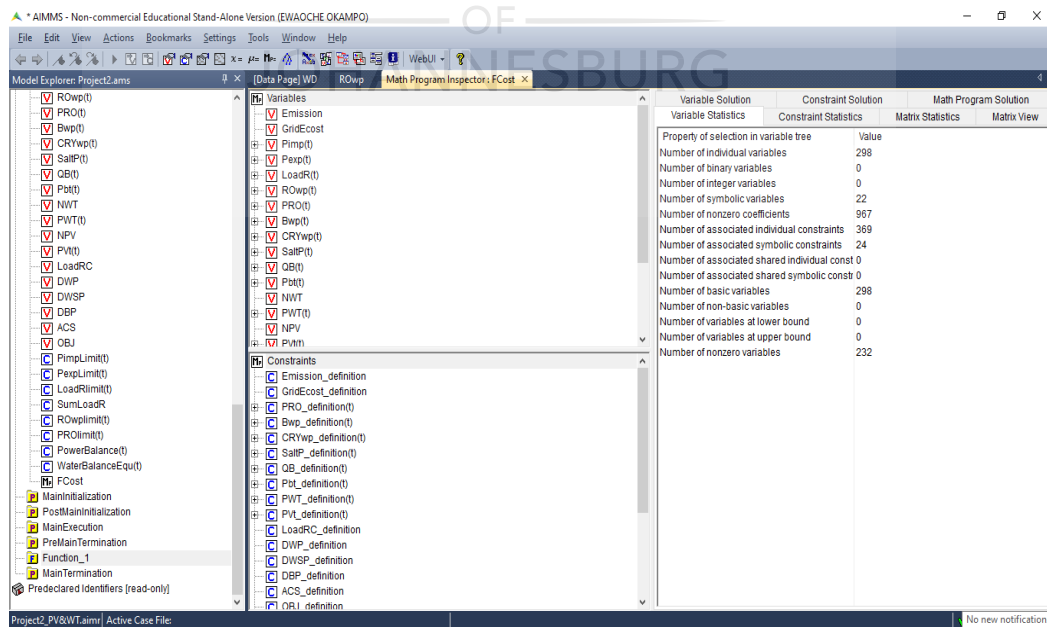 * AIMMS - Non-commercial Educational Stand-Alone Version (EWAOCHE OKAMPO)
OF
JOHANNESBURG
File Edit View Actions Bookmarks Settings Tools Window Help
WebUI
Model Explorer: Project2.ams
[Data Page] WD ROwp Math Program Inspector : FCost
ROwp(t)
PRO(t)
Bwp(t)
CRYwp(t)
SaltP(t)
QB(t)
Pbt(t)
NWT
PWT(t)
NPV
PVt(t)
LoadRC
DWP
DWSP
DBP
ACS
OBJ
PimpLimit(t)
PexpLimit(t)
LoadRlimit(t)
SumLoadR
ROwplimit(t)
PROlimit(t)
PowerBalance(t)
WaterBalanceEqu(t)
FCost
MainInitialization
PostMainInitialization
MainExecution
PreMainTermination
Function_1
MainTermination
Predeclared Identifiers [read-only]
Variables
Emission
GridEcost
Pimp(t)
Pexp(t)
LoadR(t)
ROwp(t)
PRO(t)
Bwp(t)
CRYwp(t)
SaltP(t)
QB(t)
Pbt(t)
NWT
PWT(t)
NPV
PVt(t)
Constraints
Emission_definition
GridEcost_definition
PRO_definition(t)
Bwp_definition(t)
CRYwp_definition(t)
SaltP_definition(t)
QB_definition(t)
Pbt_definition(t)
PWT_definition(t)
PVt_definition(t)
LoadRC_definition
DWP_definition
DWSP_definition
DBP_definition
ACS_definition
OBJ_definition
Variable Solution Constraint Solution Math Program Solution
Variable Statistics Constraint Statistics Matrix Statistics Matrix View
Property of selection in variable tree Value
Number of individual variables 298
Number of binary variables 0
Number of integer variables 0
Number of symbolic variables 22
Number of nonzero coefficients 967
Number of associated individual constraints 369
Number of associated symbolic constraints 24
Number of associated shared individual const 0
Number of associated shared symbolic constr 0
Number of basic variables 298
Number of non-basic variables 0
Number of variables at lower bound 0
Number of variables at upper bound 0
Number of nonzero variables 232
Project2_PV&WT.aimr Active Case File:
No new notification